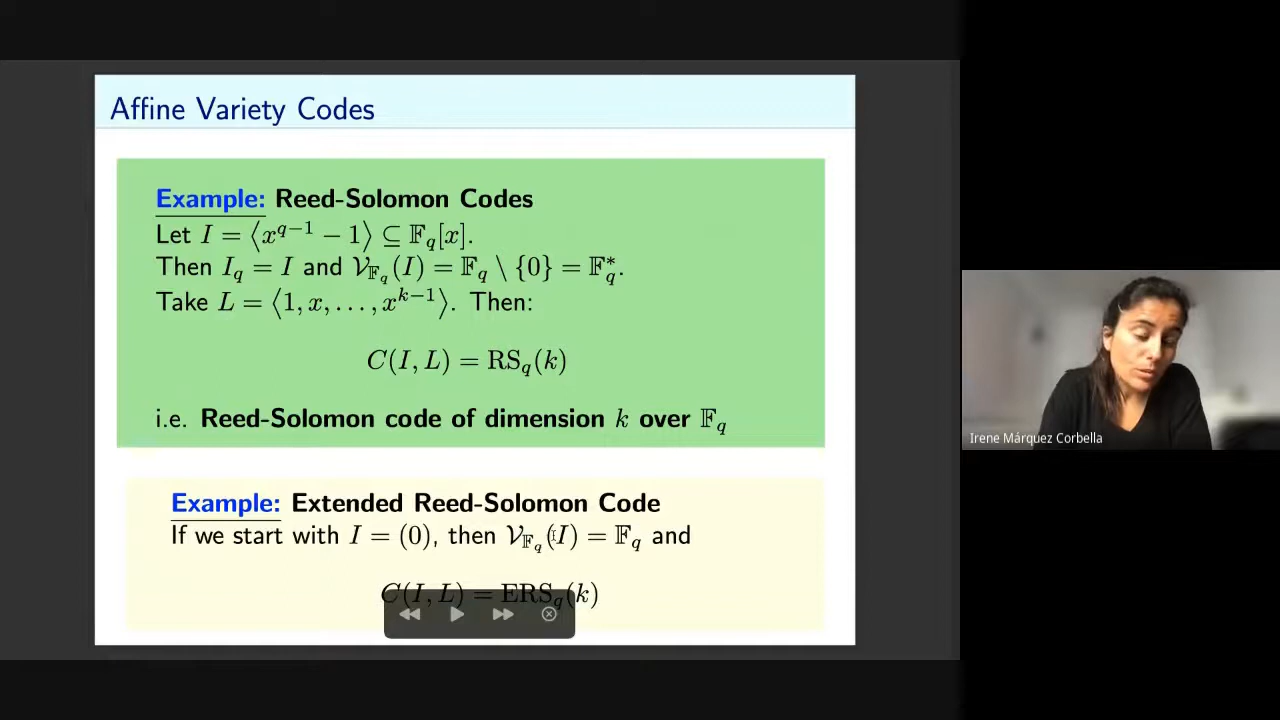 Affine Variety Codes
Example: Reed-Solomon Codes
Let I = ⟨x^{q−1} − 1⟩ ⊆ 𝔽_q[x].
Then I_q = I and 𝒱_{𝔽_q}(I) = 𝔽_q \ {0} = 𝔽_q^*.
Take L = ⟨1, x, . . . , x^{k−1}⟩. Then:
C(I, L) = RS_q(k)
i.e. Reed-Solomon code of dimension k over 𝔽_q
Example: Extended Reed-Solomon Code
If we start with I = (0), then 𝒱_{𝔽_q}(I) = 𝔽_q and
C(I, L) = ERS_q(k)
Irene Márquez Corbella